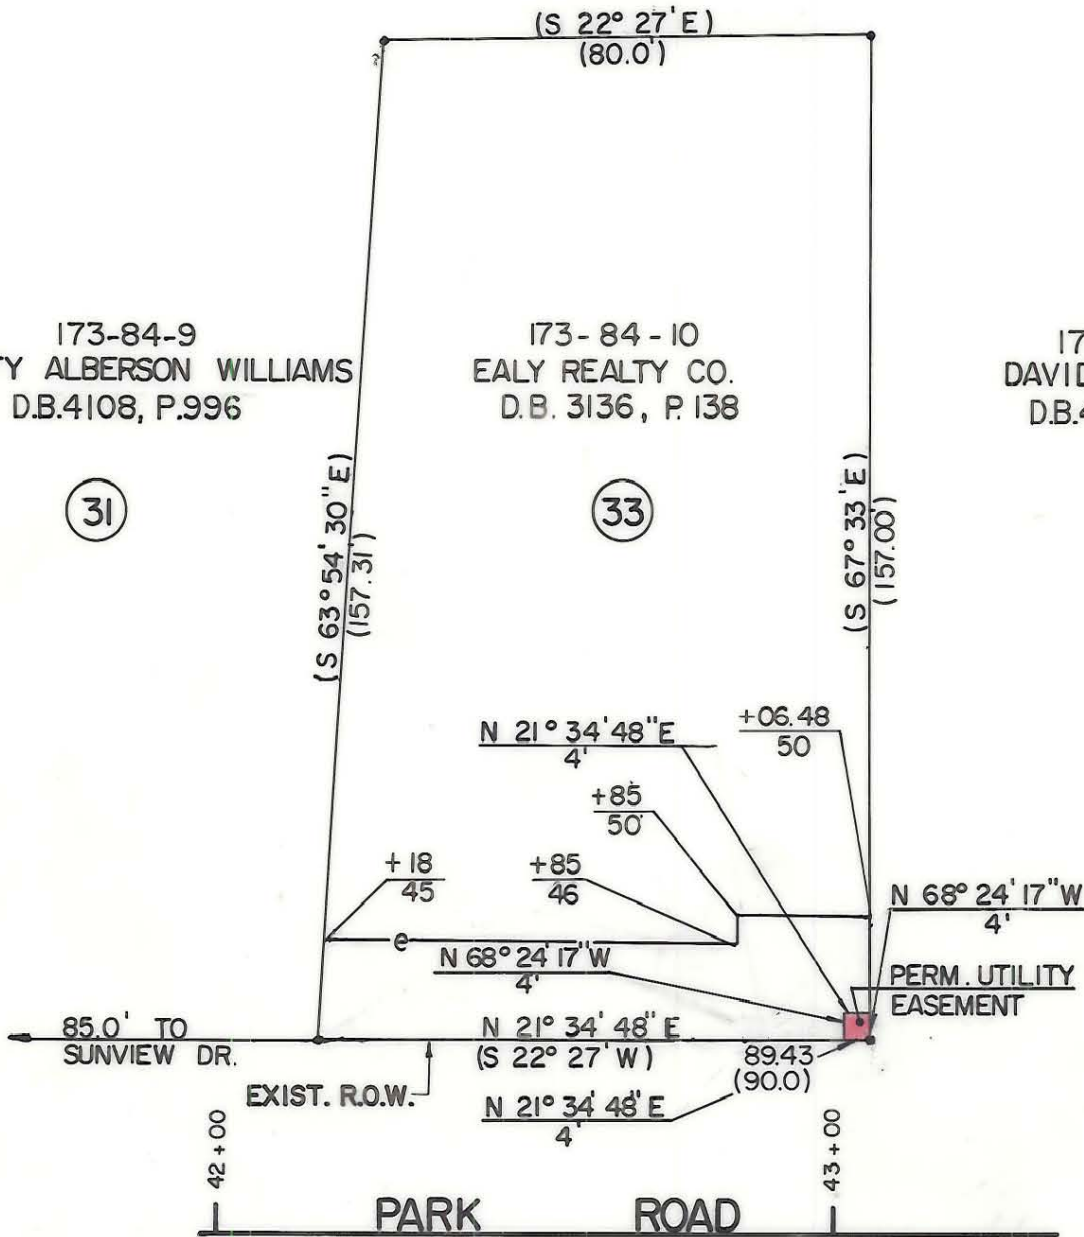 (S 22° 27' E)
(80.0')
173-84-9
TY ALBERSON WILLIAMS
D.B.4108, P.996
31
173-84-10
EALY REALTY CO.
D.B. 3136, P. 138
33
17
DAVID
D.B.4
(S 63° 54' 30" E)
(157.31')
(S 67° 33' E)
(157.00)
N 21° 34' 48" E
4'
+06.48
50
+85
50'
+18
45
+85
46
N 68° 24' 17" W
4'
e
N 68° 24' 17" W
4'
PERM. UTILITY
EASEMENT
85.0' TO
SUNVIEW DR.
N 21° 34' 48" E
(S 22° 27' W)
89.43
(90.0)
EXIST. R.O.W.
N 21° 34' 48" E
4'
42+00
43+00
PARK ROAD